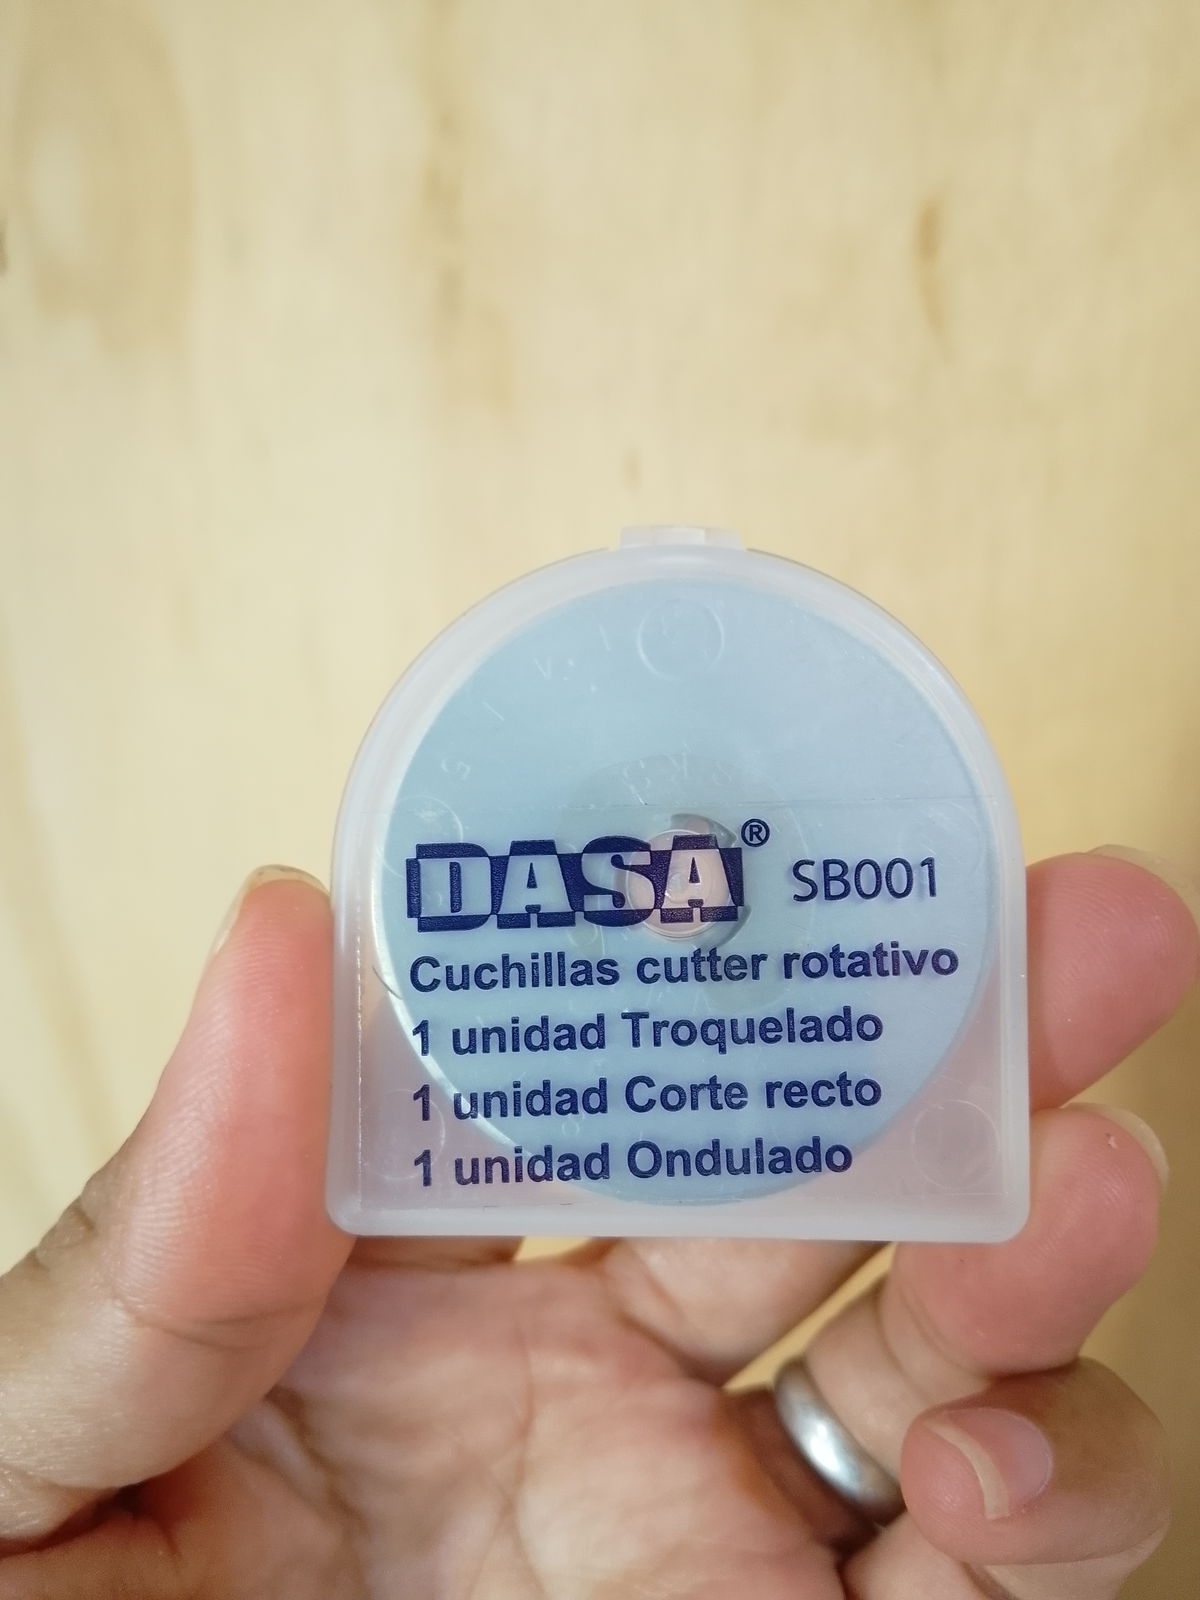 DASA® SB001
Cuchillas cutter rotativo
1 unidad Troquelado
1 unidad Corte recto
1 unidad Ondulado